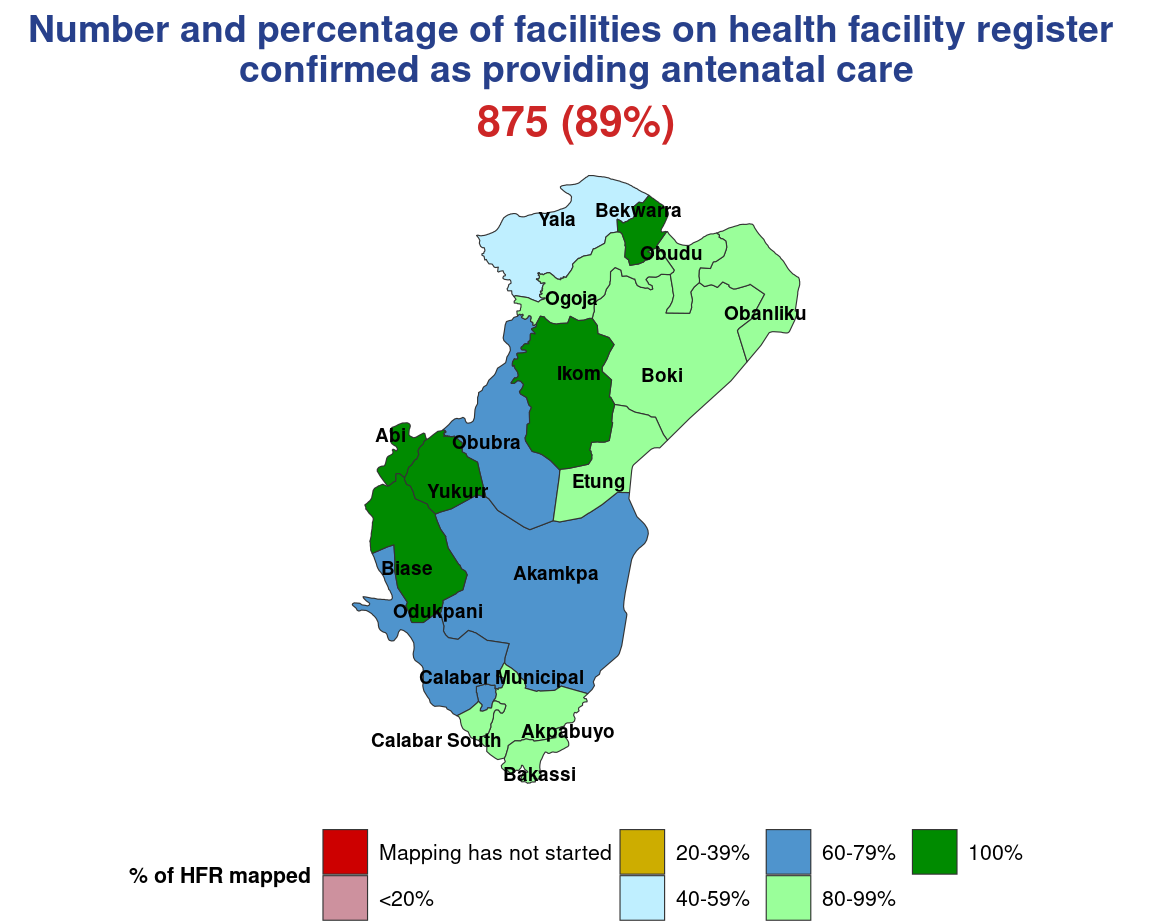 Number and percentage of facilities on health facility register
confirmed as providing antenatal care
875 (89%)
Bekwarra
Yala
Obudu
Ogoja
Obanliku
Ikom
Boki
Abi
Obubra
Etung
Yukurr
Biase
Akamkpa
Odukpani
Calabar Municipal
Akpabuyo
Calabar South
Bakassi
% of HFR mapped
Mapping has not started
<20%
20-39%
40-59%
60-79%
80-99%
100%